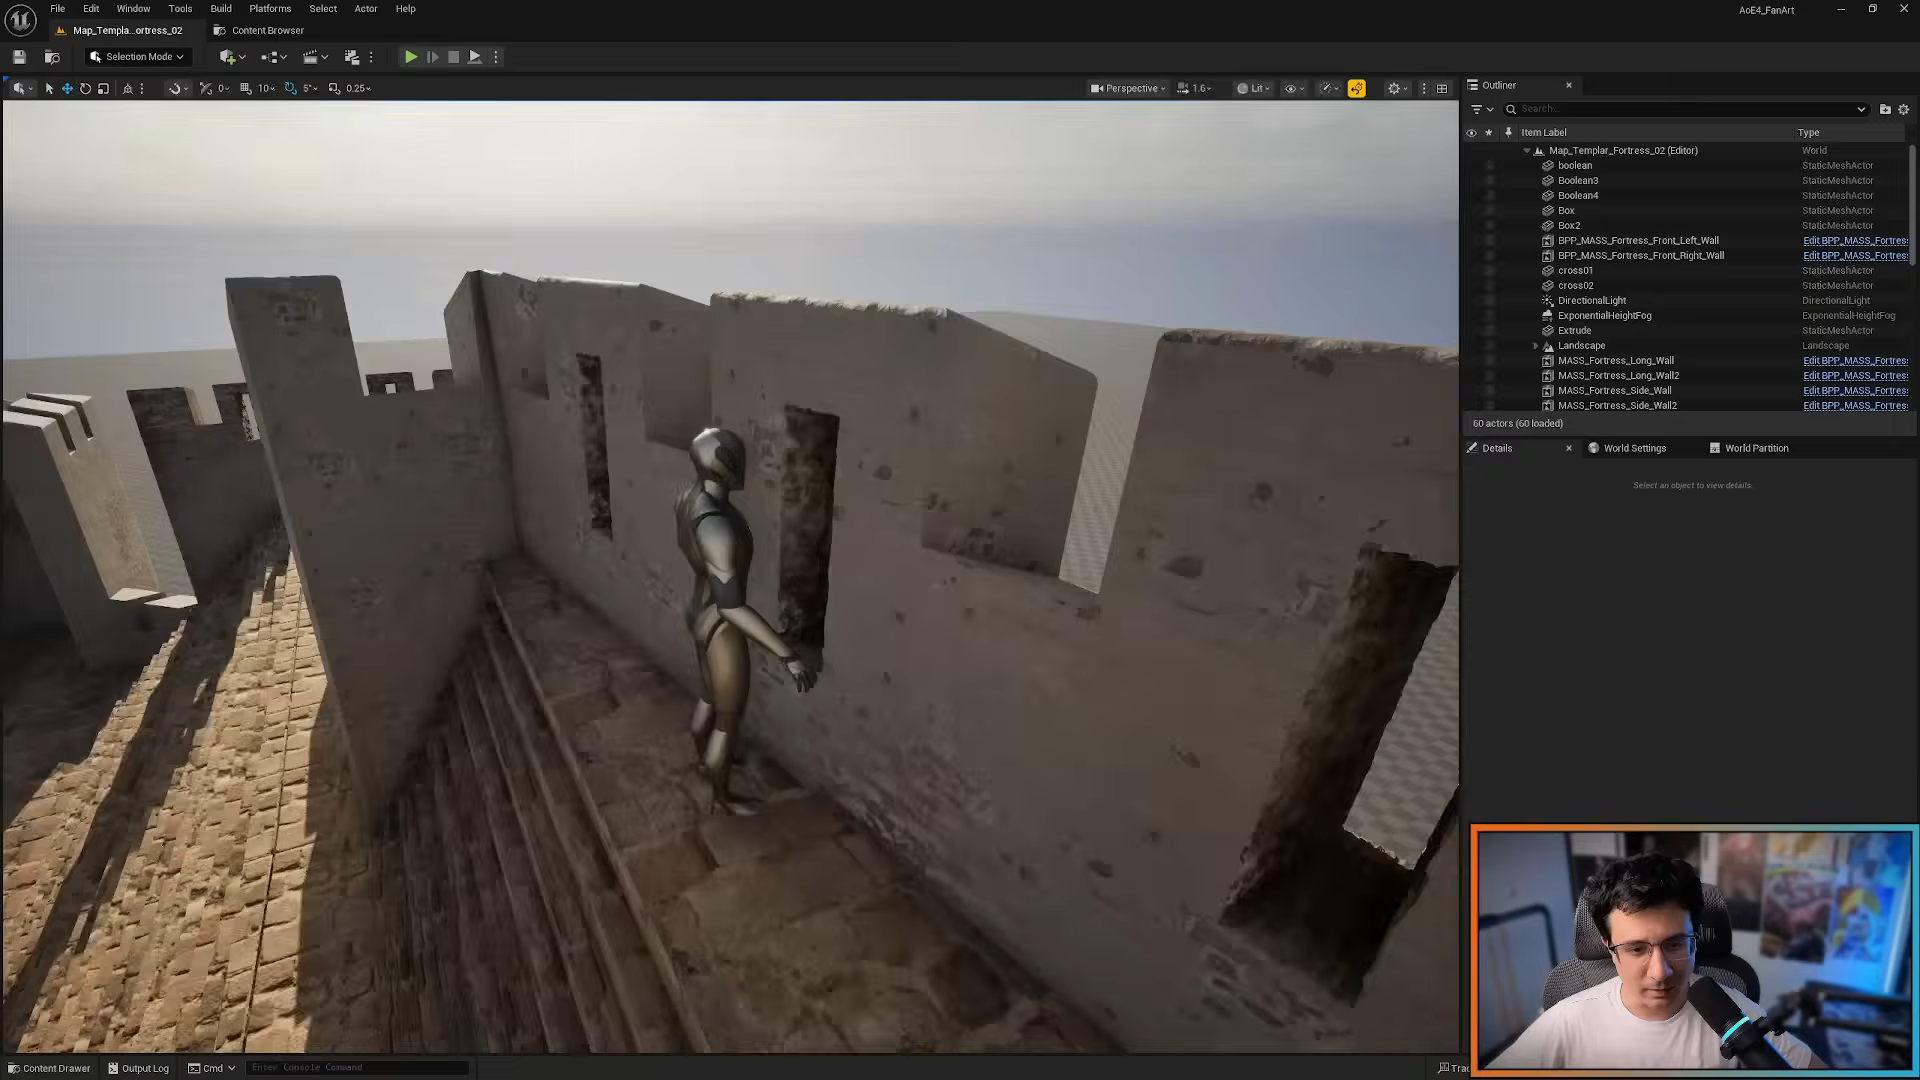 File Edit Window Tools Build Platforms Select Actor Help
AoE4_FanArt
Map_Templa...ortress_02
Content Browser
Selection Mode
0 10 5° 0.25
Perspective 1.6 Lit
Outliner
Search...
Item Label Type
Map_Templar_Fortress_02 (Editor) World
boolean StaticMeshActor
Boolean3 StaticMeshActor
Boolean4 StaticMeshActor
Box StaticMeshActor
Box2 StaticMeshActor
BPP_MASS_Fortress_Front_Left_Wall Edit BPP_MASS_Fortres
BPP_MASS_Fortress_Front_Right_Wall Edit BPP_MASS_Fortres
cross01 StaticMeshActor
cross02 StaticMeshActor
DirectionalLight DirectionalLight
ExponentialHeightFog ExponentialHeightFog
Extrude StaticMeshActor
Landscape Landscape
MASS_Fortress_Long_Wall Edit BPP_MASS_Fortres
MASS_Fortress_Long_Wall2 Edit BPP_MASS_Fortres
MASS_Fortress_Side_Wall Edit BPP_MASS_Fortres
MASS_Fortress_Side_Wall2 Edit BPP_MASS_Fortres
60 actors (60 loaded)
Details World Settings World Partition
Select an object to view details.
Content Drawer Output Log Cmd Enter Console Command
Trac